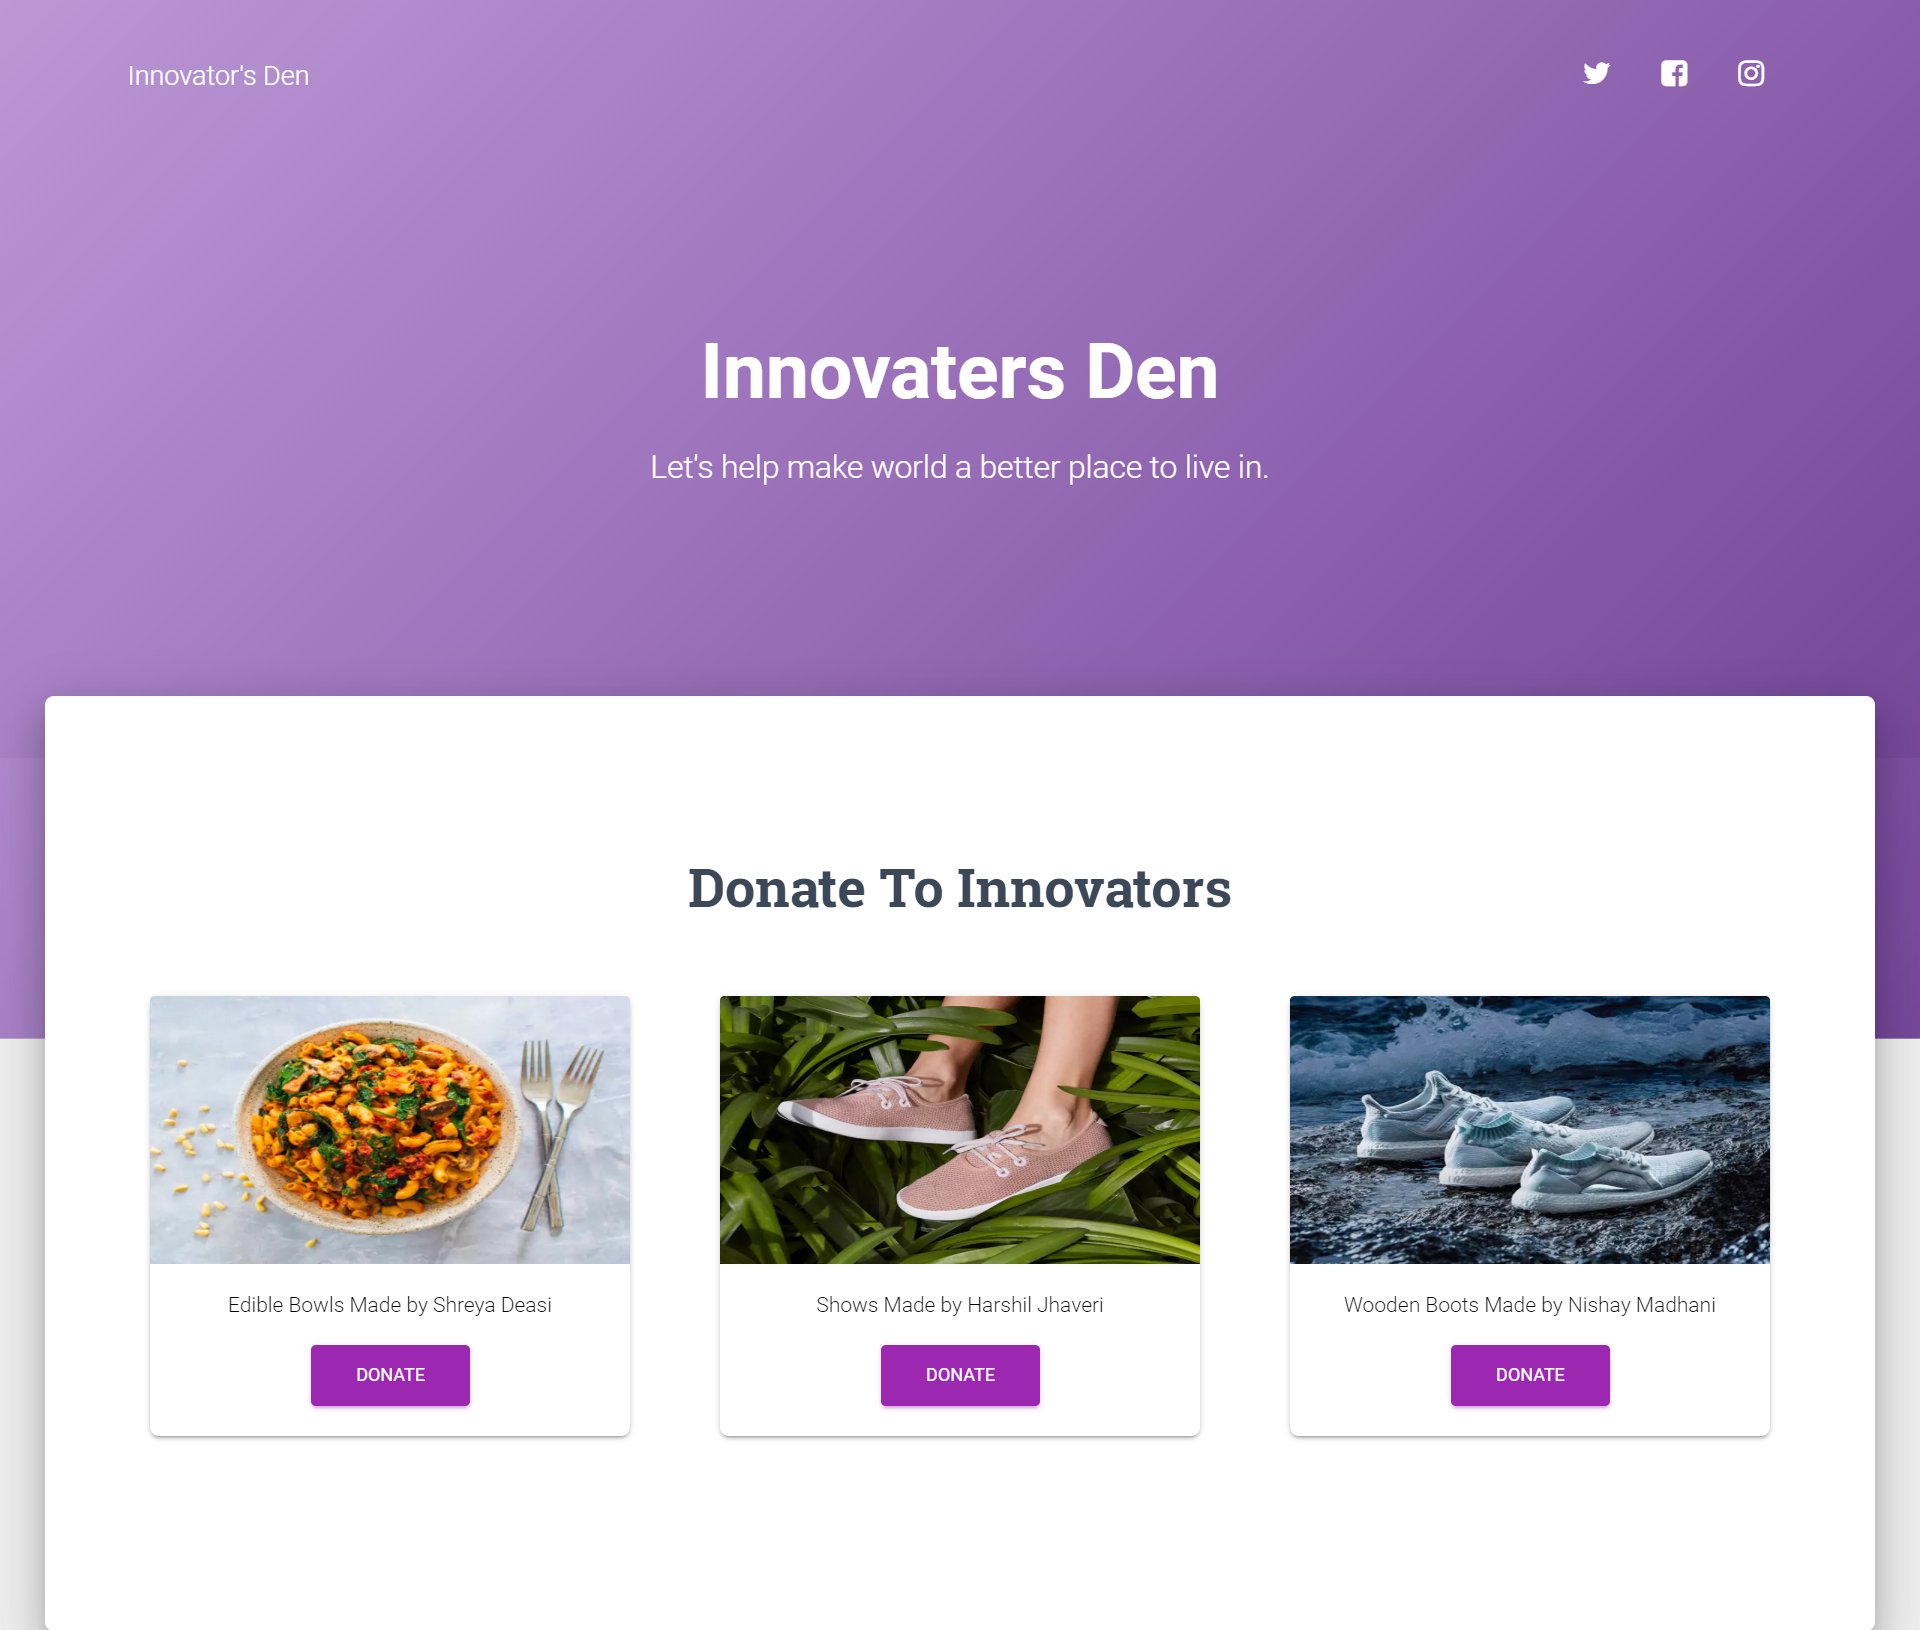 Innovator's Den
Innovaters Den
Let's help make world a better place to live in.
Donate To Innovators
Edible Bowls Made by Shreya Deasi
DONATE
Shows Made by Harshil Jhaveri
DONATE
Wooden Boots Made by Nishay Madhani
DONATE